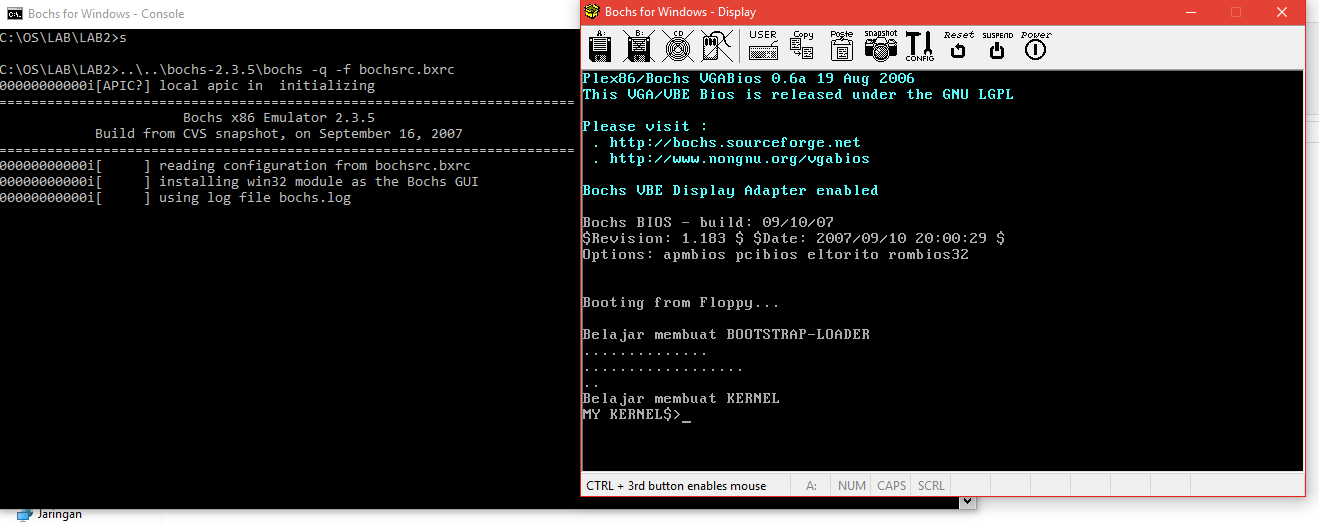 Bochs for Windows - Console
C:\OS\LAB\LAB2>s
C:\OS\LAB\LAB2>..\..\bochs-2.3.5\bochs -q -f bochsrc.bxrc
00000000000i[APIC?] local apic in  initializing
========================================================================
Bochs x86 Emulator 2.3.5
Build from CVS snapshot, on September 16, 2007
========================================================================
00000000000i[     ] reading configuration from bochsrc.bxrc
00000000000i[     ] installing win32 module as the Bochs GUI
00000000000i[     ] using log file bochs.log
Jaringan
Bochs for Windows - Display
A: B: CD USER Copy Paste snapshot CONFIG Reset SUSPEND Power
Plex86/Bochs VGABios 0.6a 19 Aug 2006
This VGA/VBE Bios is released under the GNU LGPL
Please visit :
. http://bochs.sourceforge.net
. http://www.nongnu.org/vgabios
Bochs VBE Display Adapter enabled
Bochs BIOS - build: 09/10/07
$Revision: 1.183 $ $Date: 2007/09/10 20:00:29 $
Options: apmbios pcibios eltorito rombios32
Booting from Floppy...
Belajar membuat BOOTSTRAP-LOADER
..............
..................
..
Belajar membuat KERNEL
MY KERNEL$>_
CTRL + 3rd button enables mouse A: NUM CAPS SCRL